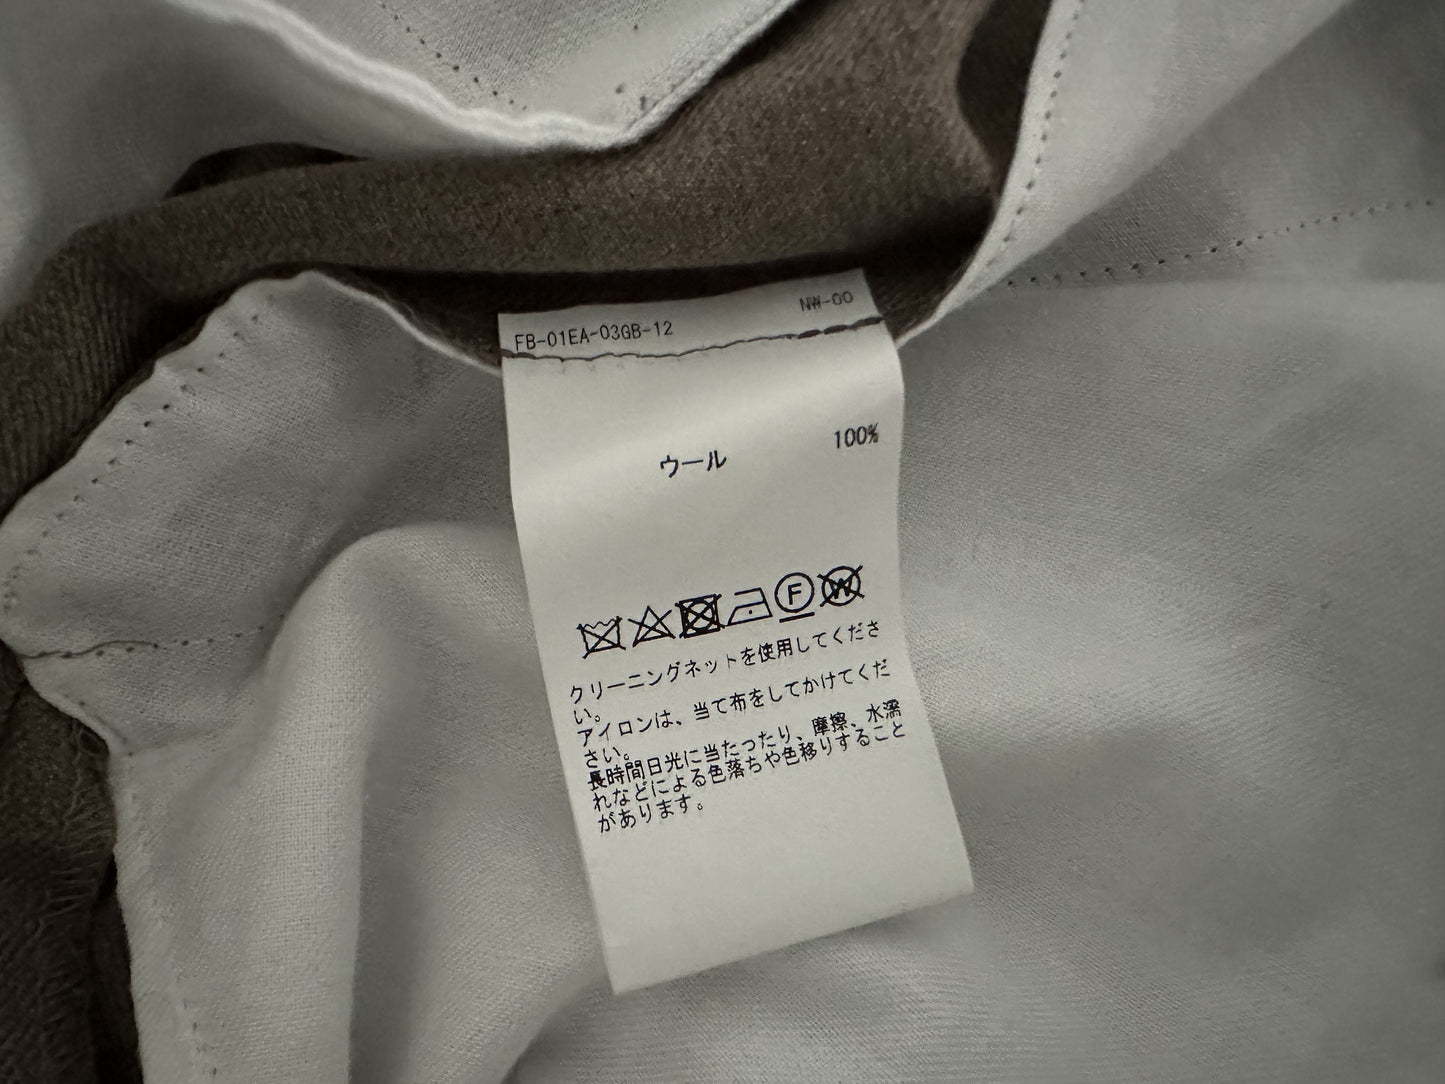 FB-01EA-03GB-12 NW-00
ウール 100%
F W
クリーニングネットを使用してくださ
い。
アイロンは、当て布をしてかけてくだ
さい。
長時間日光に当たったり、摩擦、水濡
れなどによる色落ちや色移りすること
があります。